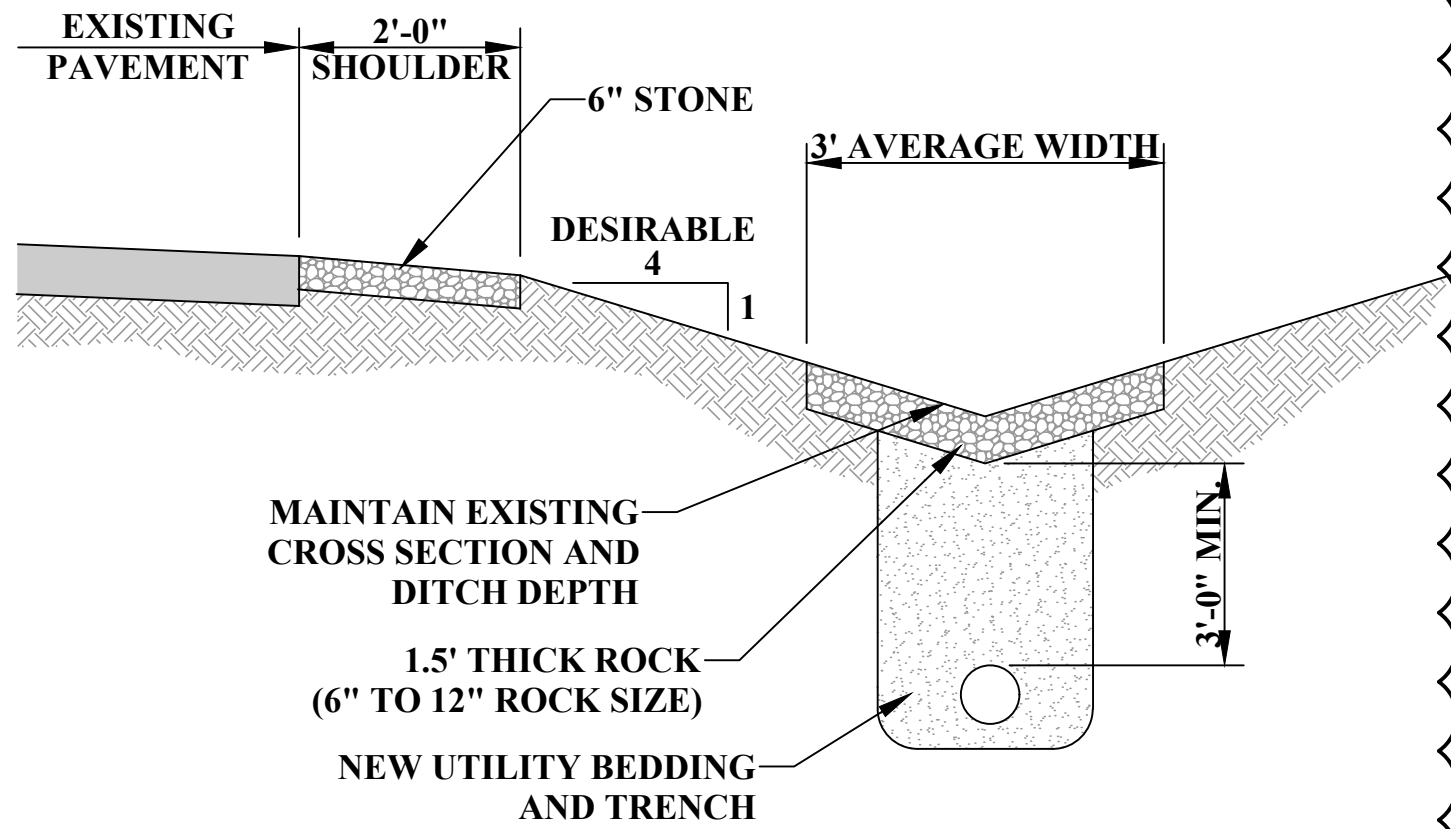 EXISTING
PAVEMENT
2'-0"
SHOULDER
6" STONE
3' AVERAGE WIDTH
DESIRABLE
4
1
MAINTAIN EXISTING
CROSS SECTION AND
DITCH DEPTH
3'-0" MIN.
1.5' THICK ROCK
(6" TO 12" ROCK SIZE)
NEW UTILITY BEDDING
AND TRENCH